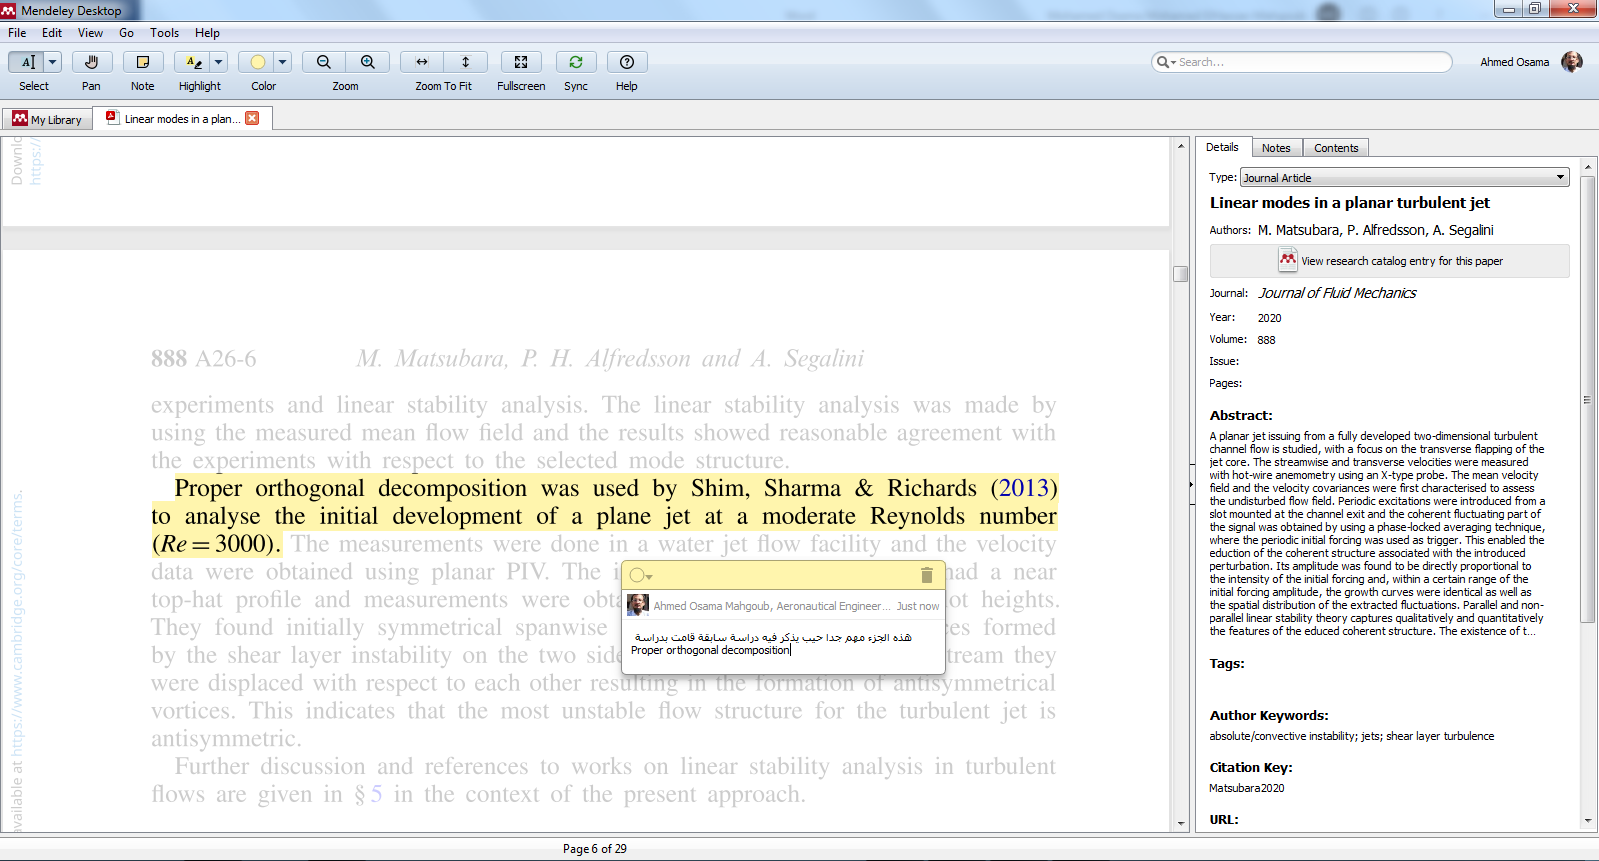 Mendeley Desktop
File Edit View Go Tools Help
Select Pan Note Highlight Color Zoom Zoom To Fit Fullscreen Sync Help
Search...
Ahmed Osama
My Library
Linear modes in a plan...
https://
888 A26-6 M. Matsubara, P. H. Alfredsson and A. Segalini
experiments and linear stability analysis. The linear stability analysis was made by
using the measured mean flow field and the results showed reasonable agreement with
the experiments with respect to the selected mode structure.
Proper orthogonal decomposition was used by Shim, Sharma & Richards (2013)
to analyse the initial development of a plane jet at a moderate Reynolds number
(Re = 3000). The measurements were done in a water jet flow facility and the velocity
data were obtained using planar PIV. The i had a near
top-hat profile and measurements were obta ot heights.
They found initially symmetrical spanwise es formed
by the shear layer instability on the two side stream they
were displaced with respect to each other resulting in the formation of antisymmetrical
vortices. This indicates that the most unstable flow structure for the turbulent jet is
antisymmetric.
Further discussion and references to works on linear stability analysis in turbulent
flows are given in § 5 in the context of the present approach.
available at https://www.cambridge.org/core/terms.
Ahmed Osama Mahgoub, Aeronautical Engineer... Just now
هذه الجزء مهم جدا حيب يذكر فيه دراسة سابقة قامت بدراسة
Proper orthogonal decomposition
Page 6 of 29
Details Notes Contents
Type: Journal Article
Linear modes in a planar turbulent jet
Authors: M. Matsubara, P. Alfredsson, A. Segalini
View research catalog entry for this paper
Journal: Journal of Fluid Mechanics
Year: 2020
Volume: 888
Issue:
Pages:
Abstract:
A planar jet issuing from a fully developed two-dimensional turbulent
channel flow is studied, with a focus on the transverse flapping of the
jet core. The streamwise and transverse velocities were measured
with hot-wire anemometry using an X-type probe. The mean velocity
field and the velocity covariances were first characterised to assess
the undisturbed flow field. Periodic excitations were introduced from a
slot mounted at the channel exit and the coherent fluctuating part of
the signal was obtained by using a phase-locked averaging technique,
where the periodic initial forcing was used as trigger. This enabled the
eduction of the coherent structure associated with the introduced
perturbation. Its amplitude was found to be directly proportional to
the intensity of the initial forcing and, within a certain range of the
initial forcing amplitude, the growth curves were identical as well as
the spatial distribution of the extracted fluctuations. Parallel and non-
parallel linear stability theory captures qualitatively and quantitatively
the features of the educed coherent structure. The existence of t...
Tags:
Author Keywords:
absolute/convective instability; jets; shear layer turbulence
Citation Key:
Matsubara2020
URL: